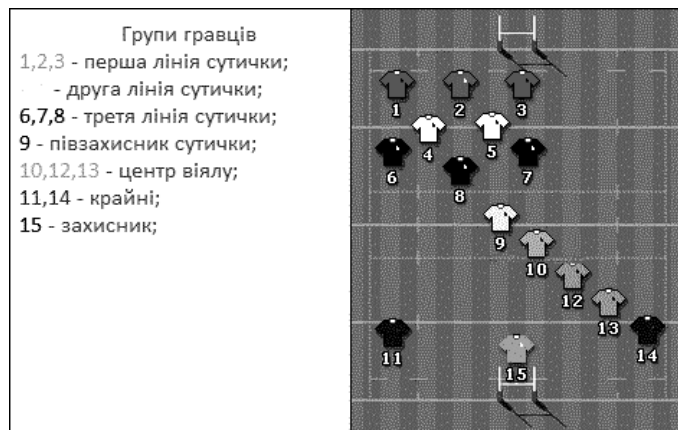 Групи гравців
1,2,3 - перша лінія сутички;
- друга лінія сутички;
6,7,8 - третя лінія сутички;
9 - півзахисник сутички;
10,12,13 - центр віялу;
11,14 - крайні;
15 - захисник;
1 2 3
4 5
6 7
8
9
10
12
13
11 14
15